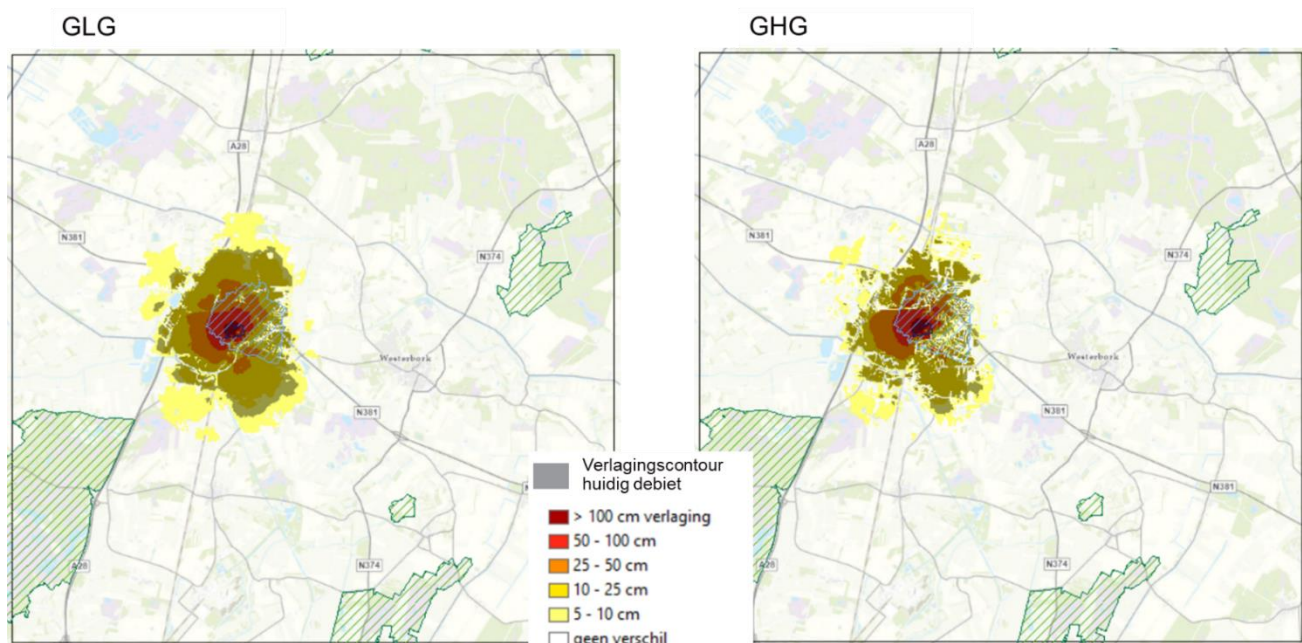 GLG
GHG
A28
A28
N381
N381
N374
N374
Westerbork
Westerbork
N381
N381
N381
A28
A28
N374
N374
Verlagingscontour
huidig debiet
> 100 cm verlaging
50 - 100 cm
25 - 50 cm
10 - 25 cm
5 - 10 cm
geen verschil